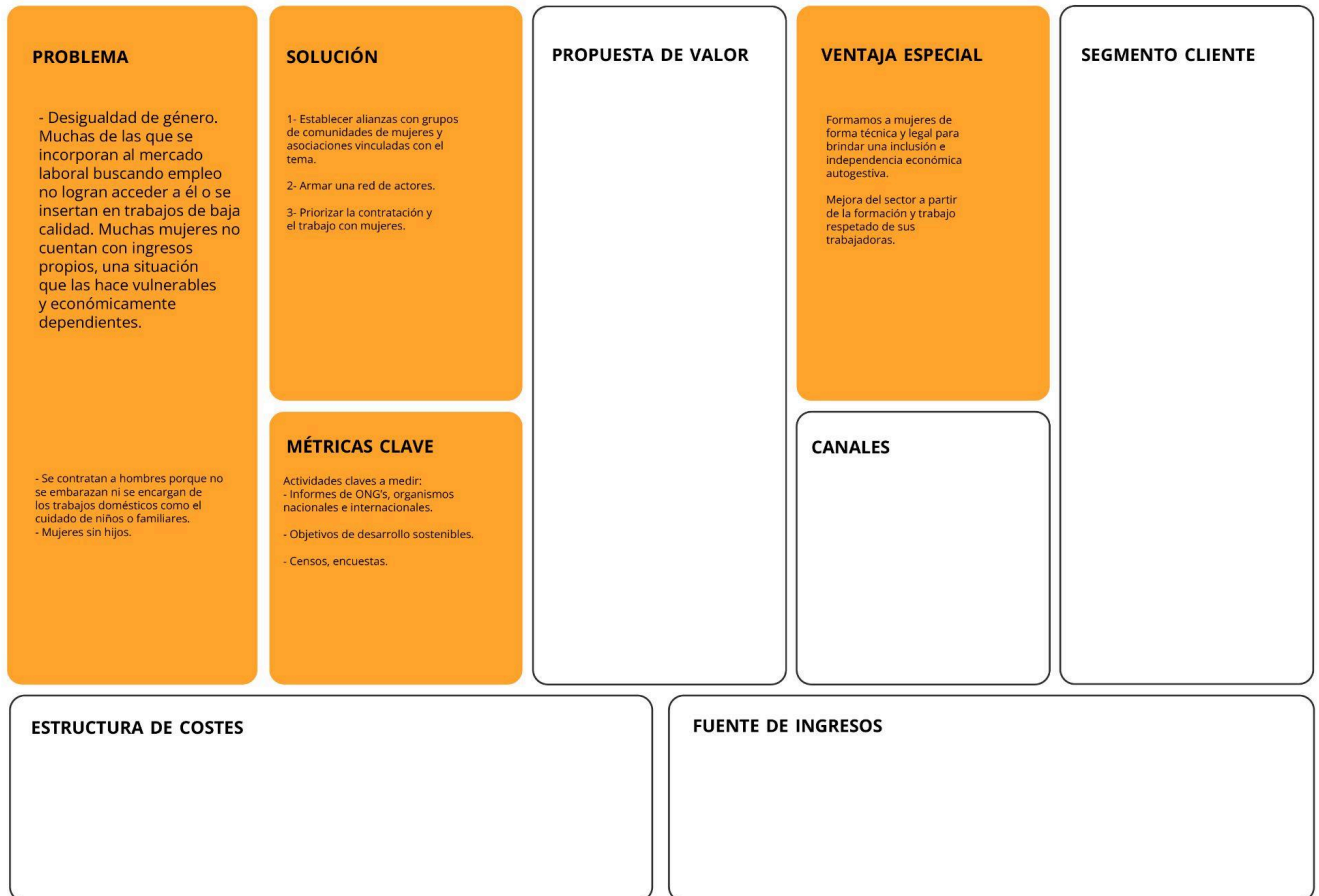 PROBLEMA
- Desigualdad de género.
Muchas de las que se
incorporan al mercado
laboral buscando empleo
no logran acceder a él o se
insertan en trabajos de baja
calidad. Muchas mujeres no
cuentan con ingresos
propios, una situación
que las hace vulnerables
y económicamente
dependientes.
- Se contratan a hombres porque no
se embarazan ni se encargan de
los trabajos domésticos como el
cuidado de niños o familiares.
- Mujeres sin hijos.
SOLUCIÓN
1- Establecer alianzas con grupos
de comunidades de mujeres y
asociaciones vinculadas con el
tema.
2- Armar una red de actores.
3- Priorizar la contratación y
el trabajo con mujeres.
MÉTRICAS CLAVE
Actividades claves a medir:
- Informes de ONG's, organismos
nacionales e internacionales.
- Objetivos de desarrollo sostenibles.
- Censos, encuestas.
PROPUESTA DE VALOR
VENTAJA ESPECIAL
Formamos a mujeres de
forma técnica y legal para
brindar una inclusión e
independencia económica
autogestiva.
Mejora del sector a partir
de la formación y trabajo
respetado de sus
trabajadoras.
CANALES
SEGMENTO CLIENTE
ESTRUCTURA DE COSTES
FUENTE DE INGRESOS